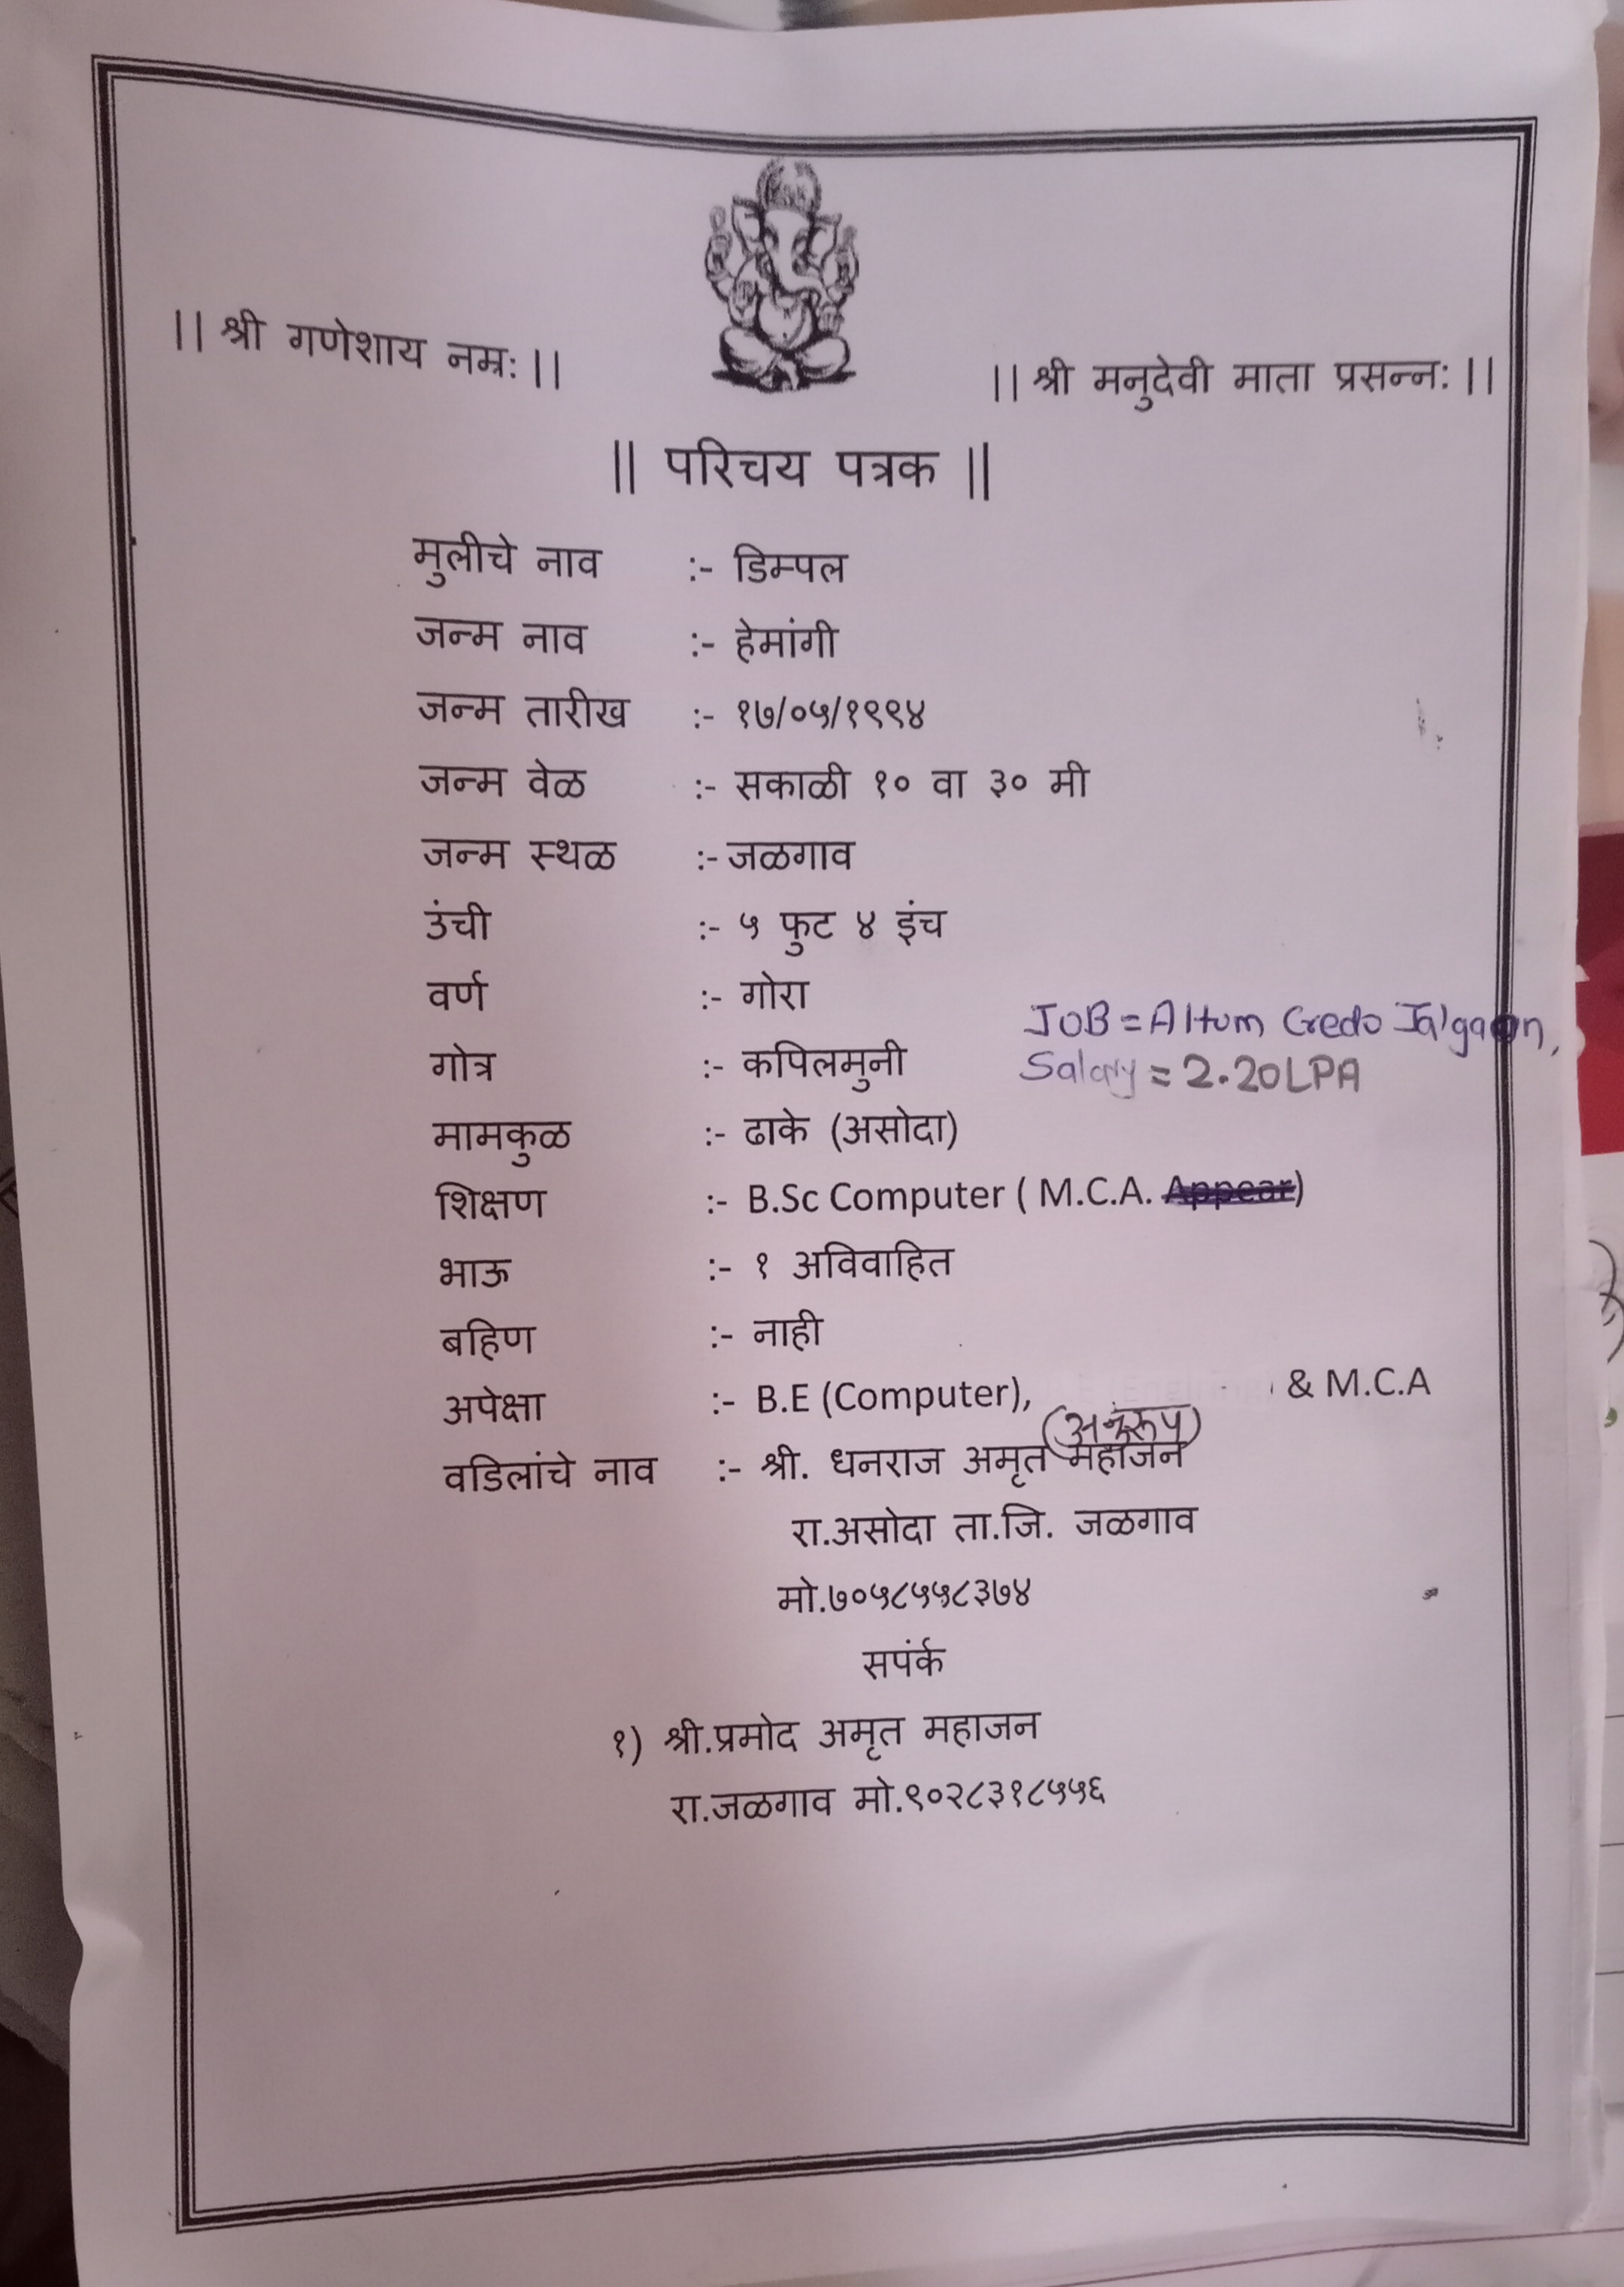 || श्री गणेशाय नम्र: ||
|| श्री मनुदेवी माता प्रसन्न: ||
|| परिचय पत्रक ||
मुलीचे नाव :- डिम्पल
जन्म नाव :- हेमांगी
जन्म तारीख :- १७/०५/१९९४
जन्म वेळ :- सकाळी १० वा ३० मी
जन्म स्थळ :- जळगाव
उंची :- ५ फुट ४ इंच
वर्ण :- गोरा
JOB = Altum Credo Jalgaon,
गोत्र :- कपिलमुनी
Salary = 2.20LPA
मामकुळ :- ढाके (असोदा)
शिक्षण :- B.Sc Computer ( M.C.A. Appear)
भाऊ :- १ अविवाहित
बहिण :- नाही
अपेक्षा :- B.E (Computer), & M.C.A
(अनुरूप)
वडिलांचे नाव :- श्री. धनराज अमृत महाजन
रा.असोदा ता.जि. जळगाव
मो.७०५८५५८३७४
सपंर्क
१) श्री.प्रमोद अमृत महाजन
रा.जळगाव मो.९०२८३१८५५६